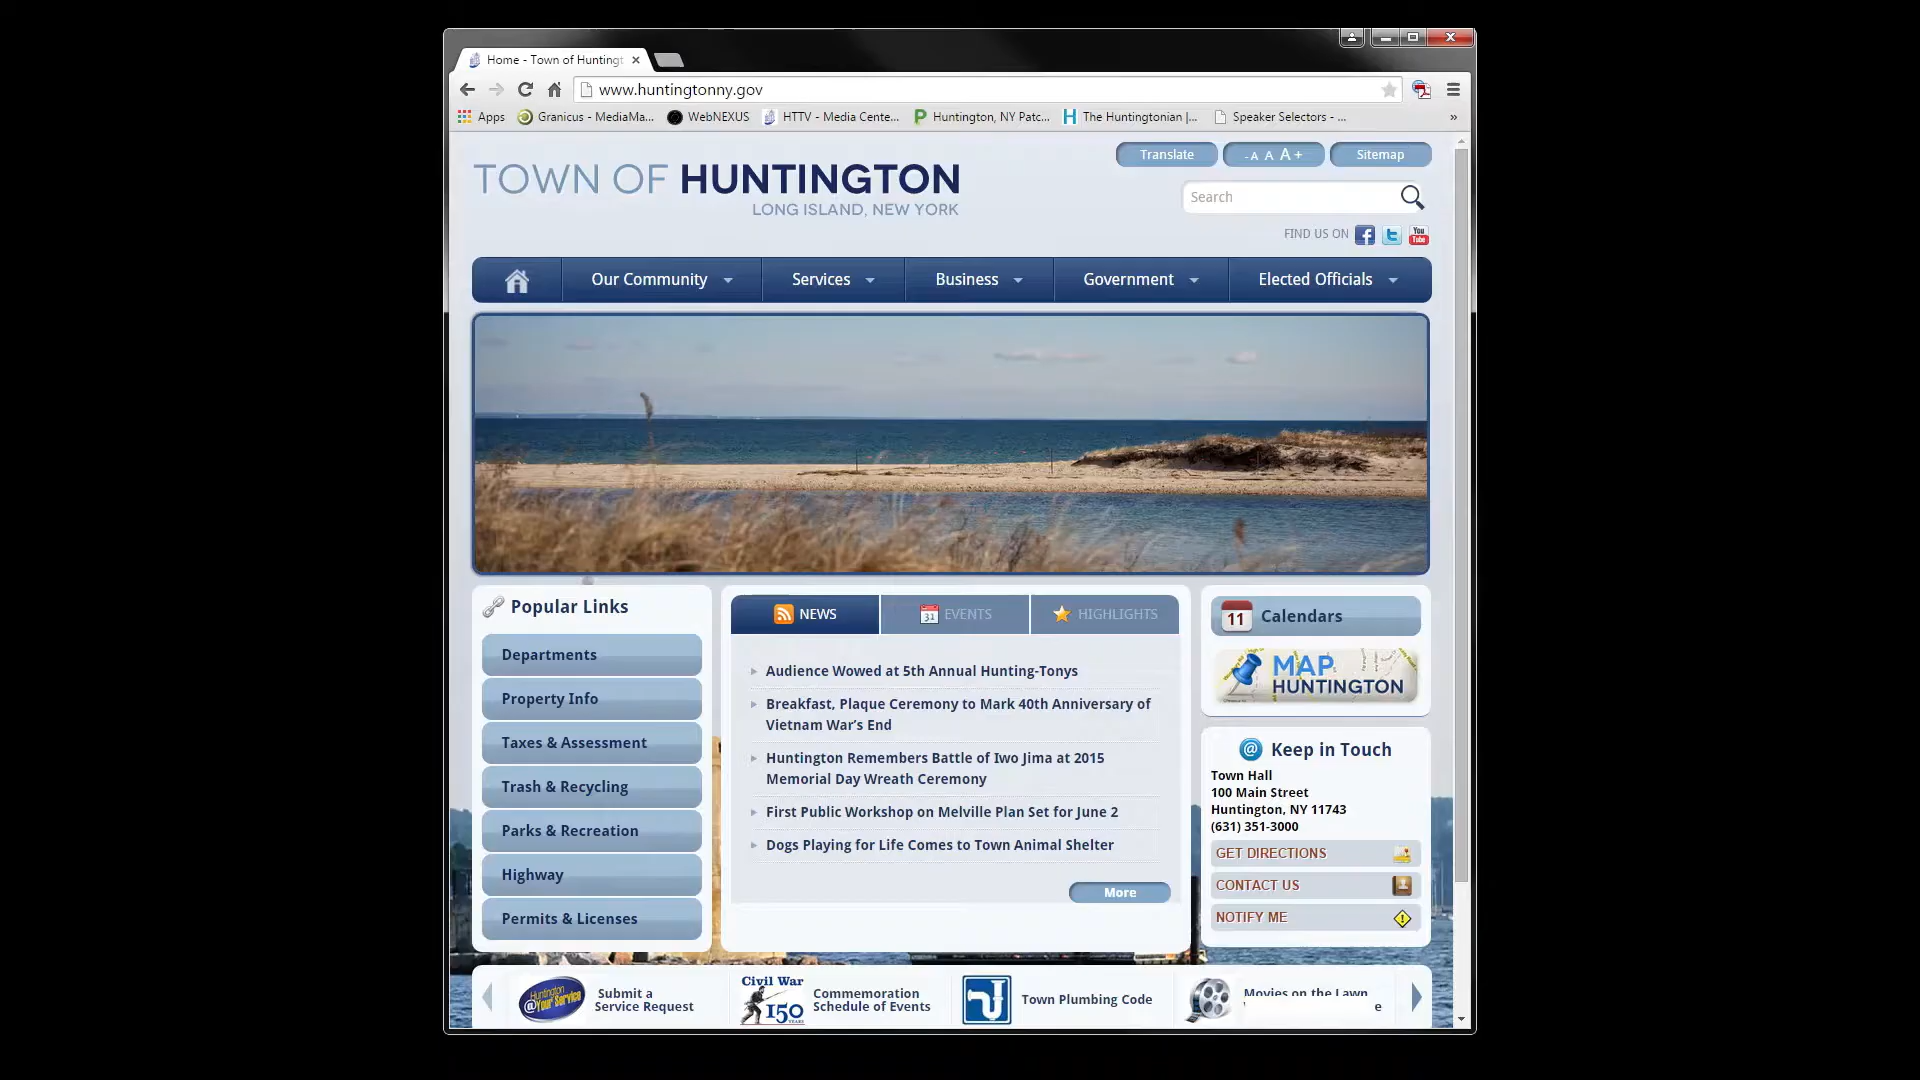 Home - Town of Huntingt
www.huntingtonny.gov
Apps Granicus - MediaMa... WebNEXUS HTTV - Media Cente... Huntington, NY Patc... The Huntingtonian |... Speaker Selectors - ... »
Translate - A A A + Sitemap
TOWN OF HUNTINGTON
LONG ISLAND, NEW YORK
Search
FIND US ON
You Tube
Our Community Services Business Government Elected Officials
Popular Links
Departments
Property Info
Taxes & Assessment
Trash & Recycling
Parks & Recreation
Highway
Permits & Licenses
NEWS 31 EVENTS HIGHLIGHTS
Audience Wowed at 5th Annual Hunting-Tonys
Breakfast, Plaque Ceremony to Mark 40th Anniversary of
Vietnam War’s End
Huntington Remembers Battle of Iwo Jima at 2015
Memorial Day Wreath Ceremony
First Public Workshop on Melville Plan Set for June 2
Dogs Playing for Life Comes to Town Animal Shelter
More
11 Calendars
MAP
HUNTINGTON
@ Keep in Touch
Town Hall
100 Main Street
Huntington, NY 11743
(631) 351-3000
GET DIRECTIONS
CONTACT US
NOTIFY ME
Huntington
@Your Service
Submit a
Service Request
Civil War
150
YEARS
Commemoration
Schedule of Events
Town Plumbing Code
Movies on the Lawn
e